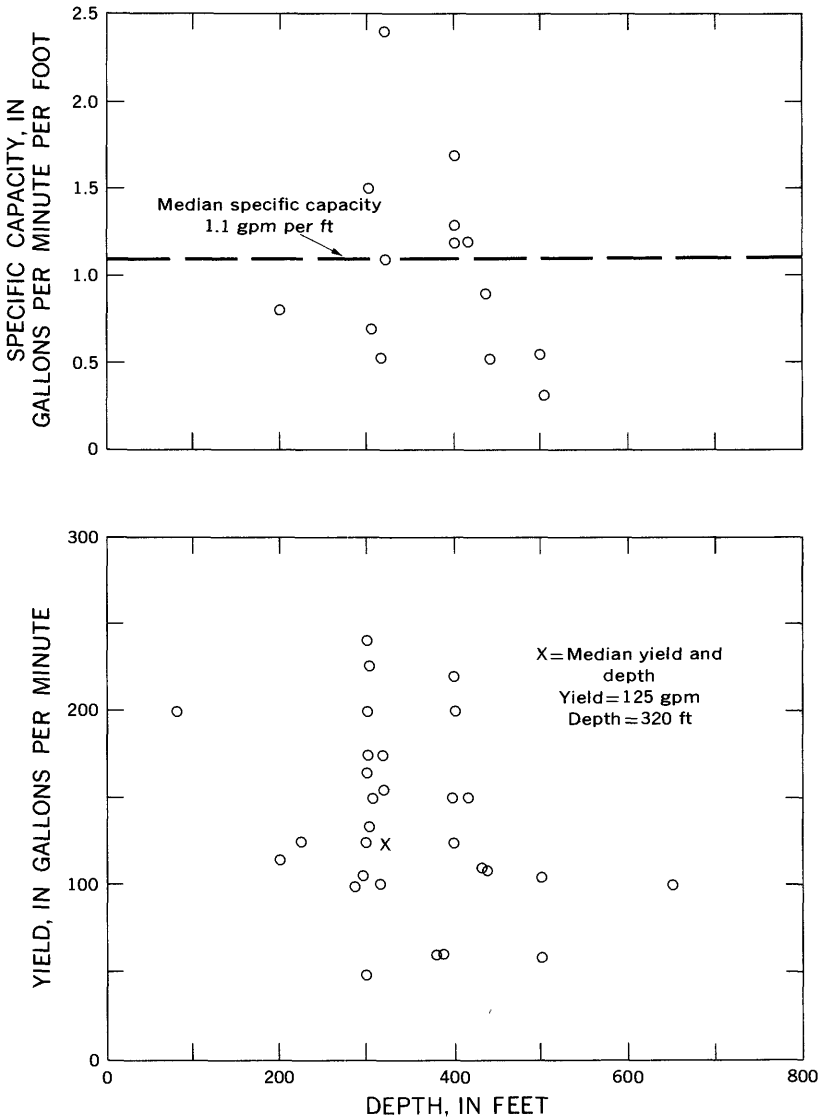 SPECIFIC CAPACITY, IN
GALLONS PER MINUTE PER FOOT
2.5
2.0
1.5
1.0
0.5
0
Median specific capacity
1.1 gpm per ft
YIELD, IN GALLONS PER MINUTE
300
200
100
0
X=Median yield and
depth
Yield=125 gpm
Depth=320 ft
X
0 200 400 600 800
DEPTH, IN FEET